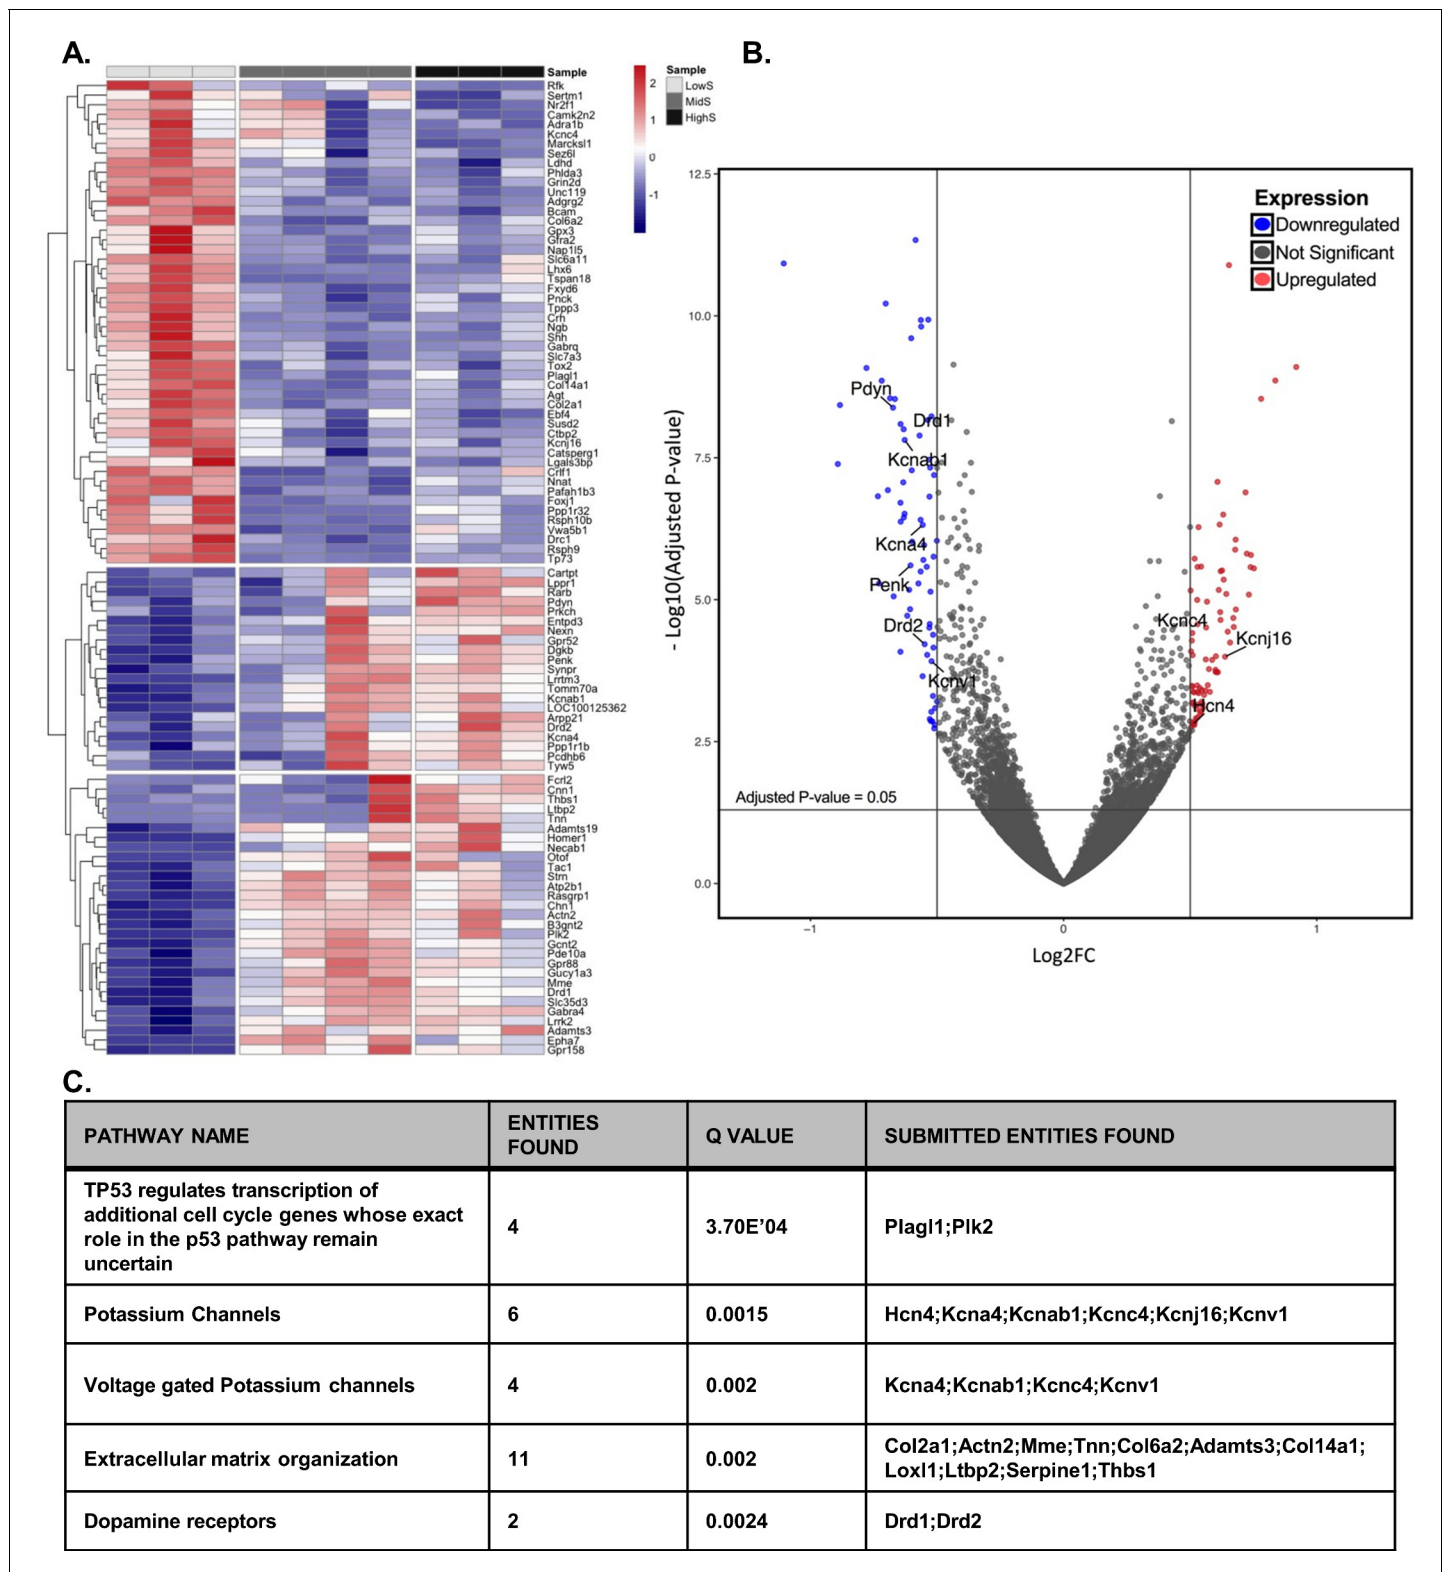 A.
Sample
Rfk
Sertm1
Nr2f1
Camk2n2
Adra1b
Kcnc4
Marcksl1
Sez6l
Ldhd
Phlda3
Grin2d
Unc119
Adgrg2
Bcam
Col6a2
Gpx3
Gfra2
Nap1l5
Slc6a11
Lhx6
Tspan18
Fxyd6
Pnck
Tppp3
Crh
Ngb
Shh
Gabrq
Slc7a3
Tox2
Plagl1
Col14a1
Agt
Col2a1
Ebf4
Susd2
Ctbp2
Kcnj16
Catsperg1
Lgals3bp
Crlf1
Nnat
Pafah1b3
Foxj1
Ppp1r32
Rsph10b
Vwa5b1
Drc1
Rsph9
Tp73
Cartpt
Lppr1
Rarb
Pdyn
Prkch
Entpd3
Nexn
Gpr52
Dgkb
Penk
Synpr
Lrrtm3
Tomm70a
Kcnab1
LOC100125362
Arpp21
Drd2
Kcna4
Ppp1r1b
Pcdhb6
Tyw5
Fcrl2
Cnn1
Thbs1
Ltbp2
Tnn
Adamts19
Homer1
Necab1
Otof
Tac1
Strn
Atp2b1
Rasgrp1
Chn1
Actn2
B3gnt2
Plk2
Gcnt2
Pde10a
Gpr88
Gucy1a3
Mme
Drd1
Slc35d3
Gabra4
Lrrk2
Adamts3
Epha7
Gpr158
2
1
0
-1
Sample
LowS
MidS
HighS
B.
12.5
10.0
7.5
5.0
2.5
0.0
- Log10(Adjusted P-value)
Expression
Downregulated
Not Significant
Upregulated
Pdyn
Drd1
Kcnab1
Kcna4
Penk
Drd2
Kcnv1
Kcnc4
Kcnj16
Hcn4
Adjusted P-value = 0.05
−1
0
1
Log2FC
C.
PATHWAY NAME
ENTITIES
FOUND
Q VALUE
SUBMITTED ENTITIES FOUND
TP53 regulates transcription of
additional cell cycle genes whose exact
role in the p53 pathway remain
uncertain
4
3.70E’04
Plagl1;Plk2
Potassium Channels
6
0.0015
Hcn4;Kcna4;Kcnab1;Kcnc4;Kcnj16;Kcnv1
Voltage gated Potassium channels
4
0.002
Kcna4;Kcnab1;Kcnc4;Kcnv1
Extracellular matrix organization
11
0.002
Col2a1;Actn2;Mme;Tnn;Col6a2;Adamts3;Col14a1;
Loxl1;Ltbp2;Serpine1;Thbs1
Dopamine receptors
2
0.0024
Drd1;Drd2